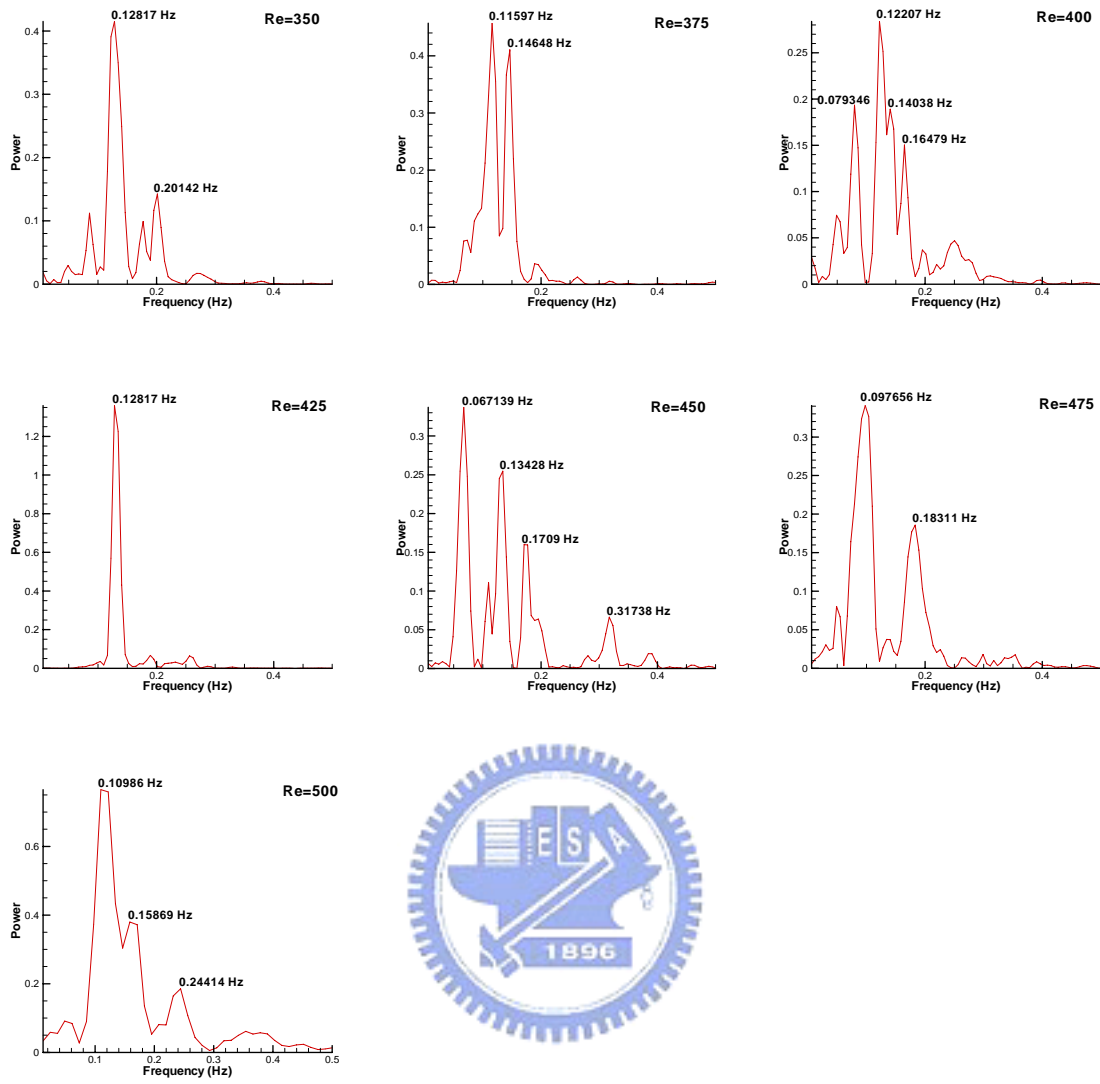 0.12817 Hz
Re=350
0.4
0.20142 Hz
0.2
0.1
0
0.2
0.4
Power
Frequency (Hz)
0.11597 Hz
Re=375
0.14648 Hz
0.4
0.3
0.2
0.1
0
0.2
0.4
Power
Frequency (Hz)
0.12207 Hz
Re=400
0.079346
0.14038 Hz
0.16479 Hz
0.25
0.2
0.15
0.1
0.05
0
0.2
0.4
Power
Frequency (Hz)
0.12817 Hz
Re=425
1.2
1
0.8
0.6
0.4
0.2
0
0.2
0.4
Power
Frequency (Hz)
0.067139 Hz
Re=450
0.13428 Hz
0.1709 Hz
0.31738 Hz
0.3
0.25
0.2
0.15
0.1
0.05
0
0.2
0.4
Power
Frequency (Hz)
0.097656 Hz
Re=475
0.18311 Hz
0.3
0.25
0.2
0.15
0.1
0.05
0
0.2
0.4
Power
Frequency (Hz)
0.10986 Hz
Re=500
0.15869 Hz
0.24414 Hz
0.6
0.4
0.2
0
0.1
0.2
0.3
0.4
0.5
Power
Frequency (Hz)
E S A
1896